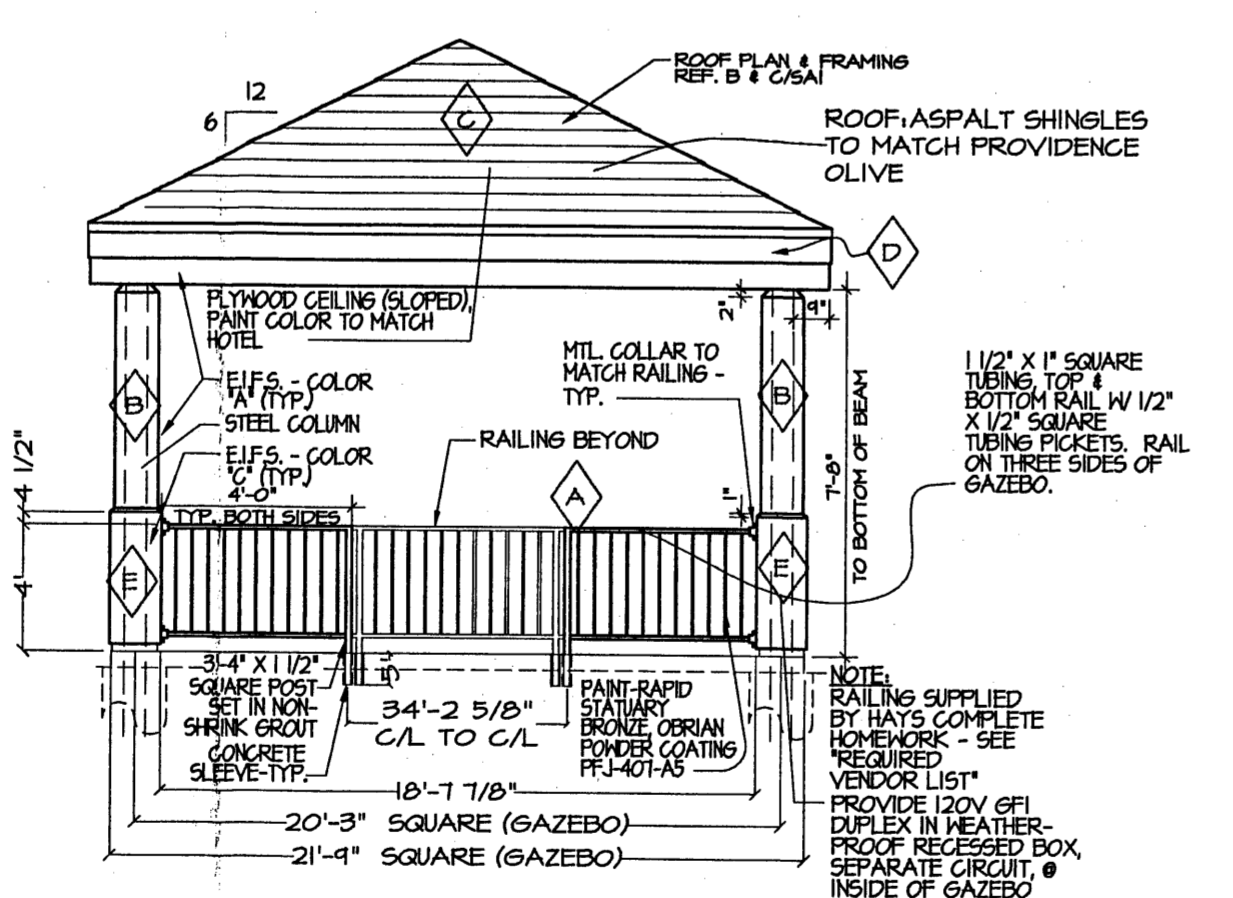 ROOF PLAN & FRAMING
REF. B & C/SA1
12
6
C
ROOF: ASPALT SHINGLES
TO MATCH PROVIDENCE
OLIVE
D
PLYWOOD CEILING (SLOPED),
PAINT COLOR TO MATCH
HOTEL
2"
9"
MTL. COLLAR TO
MATCH RAILING -
TYP.
1 1/2" X 1" SQUARE
TUBING, TOP &
BOTTOM RAIL W/ 1/2"
X 1/2" SQUARE
TUBING PICKETS. RAIL
ON THREE SIDES OF
GAZEBO.
B
B
E.I.F.S. - COLOR
"A" (TYP.)
STEEL COLUMN
E.I.F.S. - COLOR
"C" (TYP.)
RAILING BEYOND
4'-0"
TYP. BOTH SIDES
A
1"
7'-8"
TO BOTTOM OF BEAM
4 1/2"
4'
E
E
3-4" X 1 1/2"
SQUARE POST
SET IN NON-
SHRINK GROUT
CONCRETE
SLEEVE-TYP.
34'-2 5/8"
C/L TO C/L
PAINT-RAPID
STATUARY
BRONZE, OBRIAN
POWDER COATING
PFJ-407-A5
NOTE:
RAILING SUPPLIED
BY HAYS COMPLETE
HOMEWORK - SEE
"REQUIRED
VENDOR LIST"
PROVIDE 120V GFI
DUPLEX IN WEATHER-
PROOF RECESSED BOX,
SEPARATE CIRCUIT, @
INSIDE OF GAZEBO
18'-7 7/8"
20'-3" SQUARE (GAZEBO)
21'-9" SQUARE (GAZEBO)